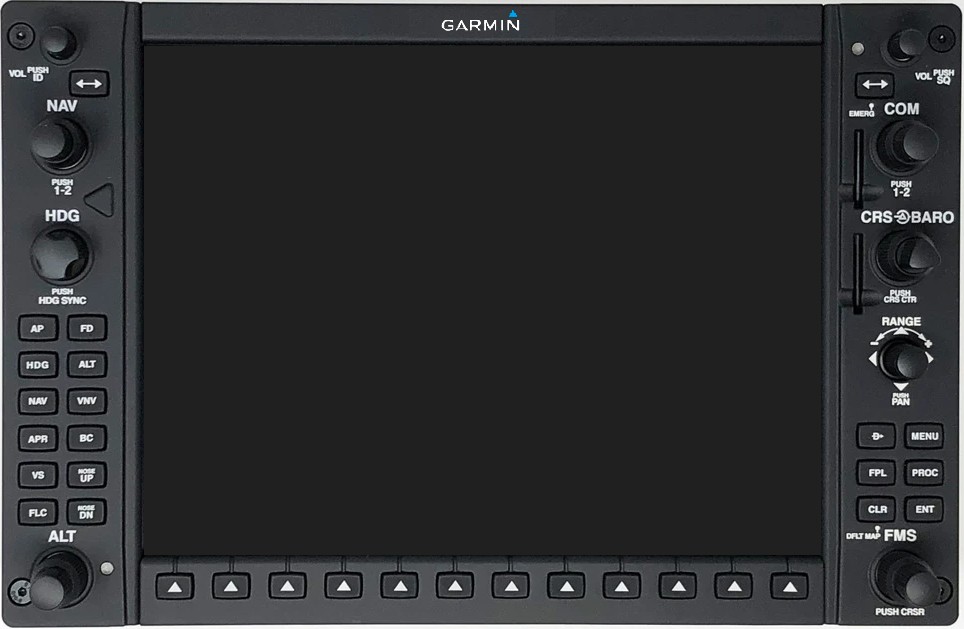 GARMIN
VOL PUSH
ID
NAV
PUSH
1-2
HDG
PUSH
HDG SYNC
AP FD
HDG ALT
NAV VNV
APR BC
VS NOSE UP
FLC NOSE DN
ALT
VOL PUSH
SQ
EMERG COM
PUSH
1-2
CRS BARO
PUSH
CRS CTR
RANGE
- +
PUSH
PAN
D MENU
FPL PROC
CLR ENT
DFLT MAP FMS
PUSH CRSR